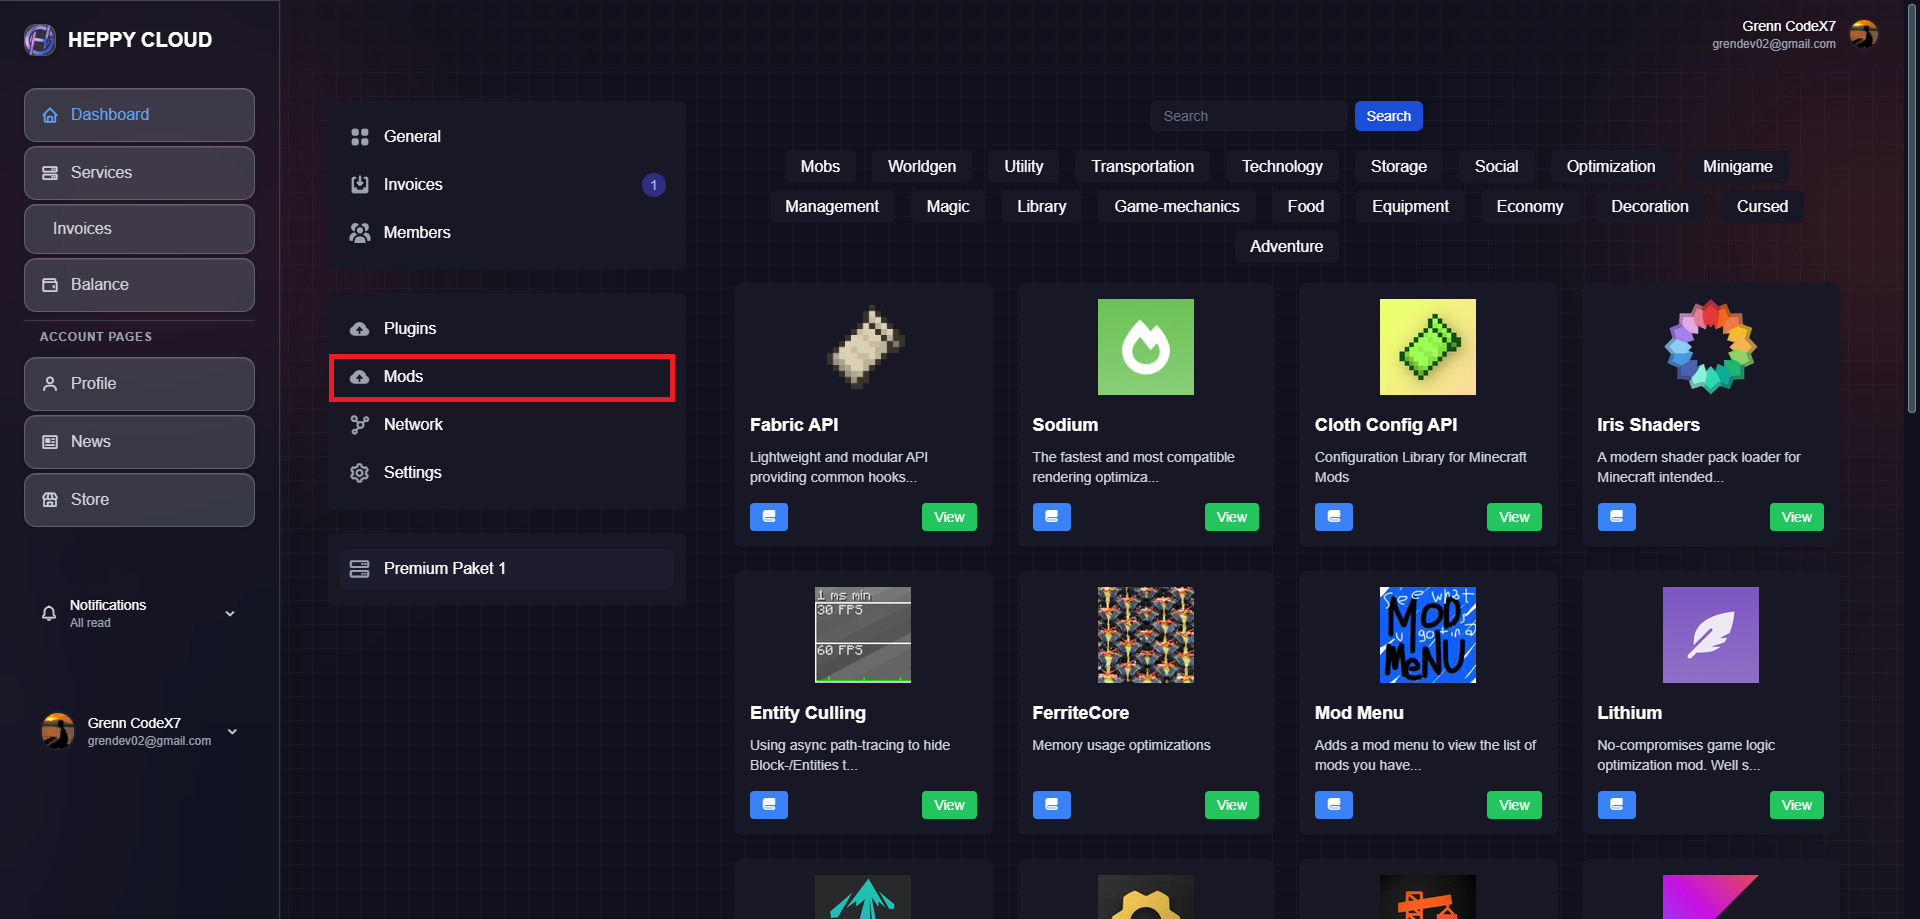 HEPPY CLOUD
Grenn CodeX7
grendev02@gmail.com
Dashboard
Services
Invoices
Balance
ACCOUNT PAGES
Profile
News
Store
Notifications
All read
Grenn CodeX7
grendev02@gmail.com
General
Invoices
1
Members
Plugins
Mods
Network
Settings
Premium Paket 1
Search
Search
Mobs
Worldgen
Utility
Transportation
Technology
Storage
Social
Optimization
Minigame
Management
Magic
Library
Game-mechanics
Food
Equipment
Economy
Decoration
Cursed
Adventure
Fabric API
Lightweight and modular API
providing common hooks...
View
Sodium
The fastest and most compatible
rendering optimiza...
View
Cloth Config API
Configuration Library for Minecraft
Mods
View
Iris Shaders
A modern shader pack loader for
Minecraft intended...
View
1 ms min
30 FPS
60 FPS
Entity Culling
Using async path-tracing to hide
Block-/Entities t...
View
FerriteCore
Memory usage optimizations
View
See what
MOD
u got in a
MeNU
Mod Menu
Adds a mod menu to view the list of
mods you have...
View
Lithium
No-compromises game logic
optimization mod. Well s...
View